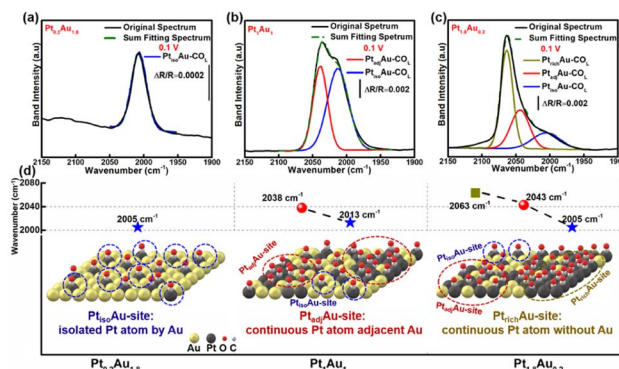 (a)
Pt0.2Au1.8
Original Spectrum
Sum Fitting Spectrum
0.1 V
PtisoAu-COL
ΔR/R=0.0002
Band Intensity (a.u)
2150 2100 2050 2000 1950 1900
Wavenumber (cm-1)
(b)
Pt1Au1
Original Spectrum
Sum Fitting Spectrum
0.1 V
PtadjAu-COL
PtisoAu-COL
ΔR/R=0.002
Band Intensity (a.u)
2150 2100 2050 2000 1950 1900
Wavenumber (cm-1)
(c)
Pt1.8Au0.2
Original Spectrum
Sum Fitting Spectrum
0.1 V
PtrichAu-COL
PtadjAu-COL
PtisoAu-COL
ΔR/R=0.002
Band Intensity (a.u)
2150 2100 2050 2000 1950 1900
(d)
Wavenumber (cm-1)
2080
2040
2000
2005 cm-1
2038 cm-1
2013 cm-1
2063 cm-1
2043 cm-1
2005 cm-1
PtadjAu-site
PtisoAu-site
PtisoAu-site
PtadjAu-site
PtrichAu-site
PtisoAu-site:
isolated Pt atom by Au
PtadjAu-site:
continuous Pt atom adjacent Au
PtrichAu-site:
continuous Pt atom without Au
Au Pt O C